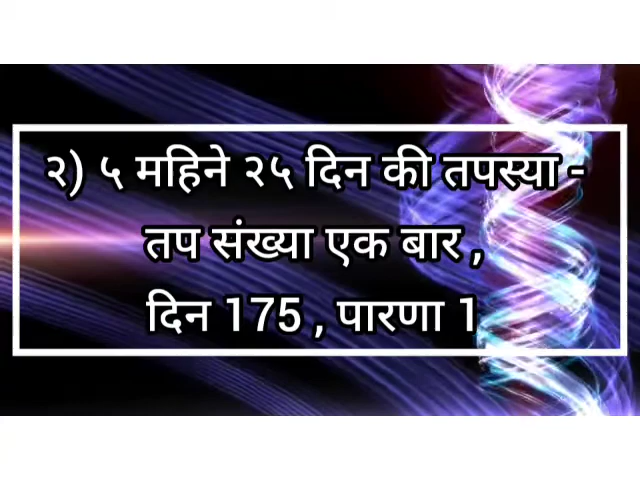 २) ५ महिने २५ दिन की तपस्या -
तप संख्या एक बार ,
दिन 175 , पारणा 1